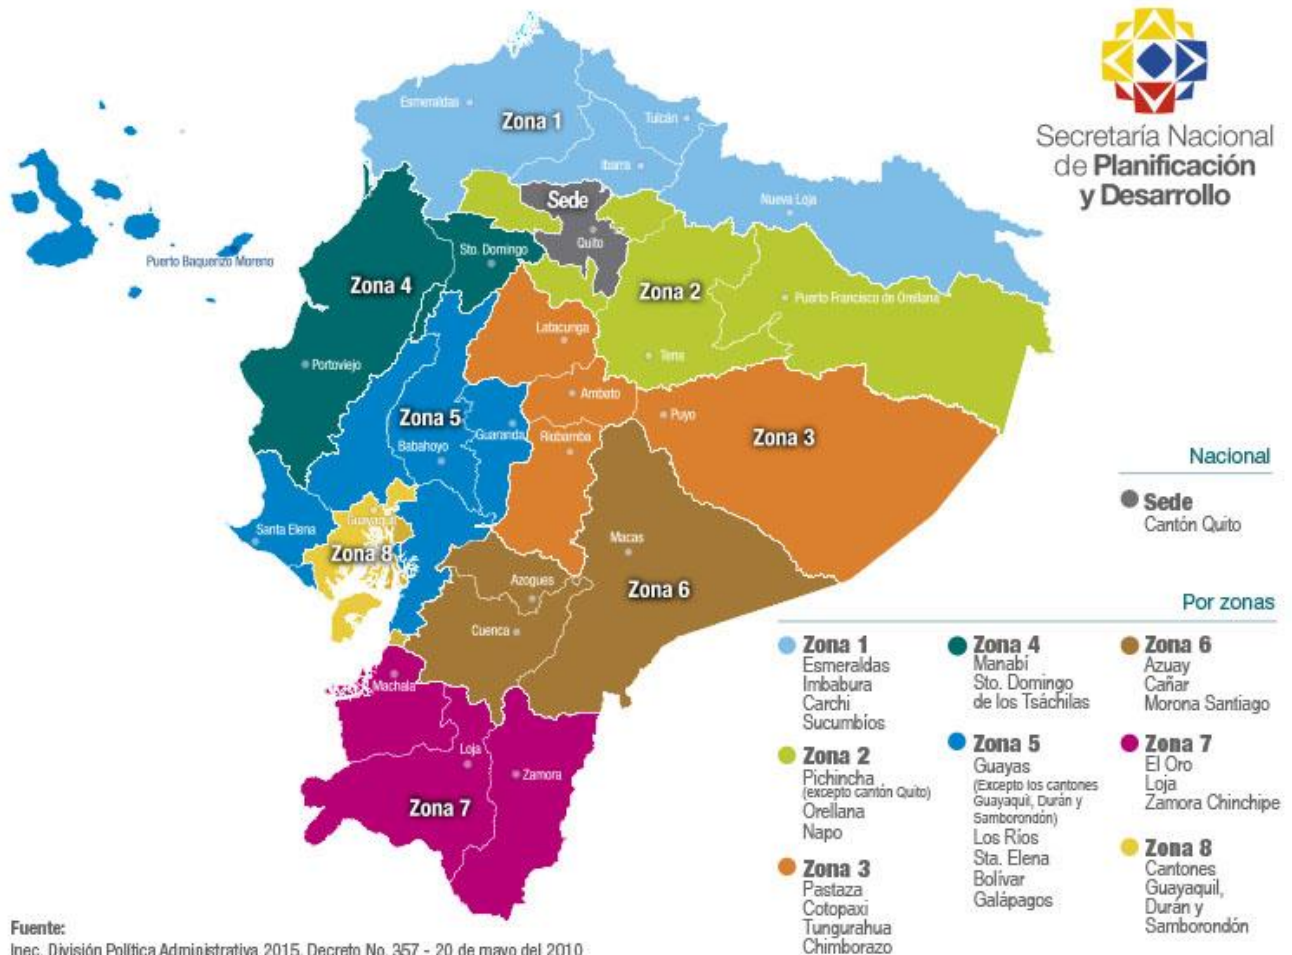 Secretaría Nacional
de Planificación
y Desarrollo
Esmeraldas
Zona 1
Tulcán
Ibarra
Nueva Loja
Sede
Quito
Puerto Baquerizo Moreno
Sto. Domingo
Zona 4
Zona 2
Puerto Francisco de Orellana
Latacunga
Tena
Portoviejo
Ambato
Zona 5
Puyo
Guaranda
Riobamba
Zona 3
Babahoyo
Guayaquil
Santa Elena
Zona 8
Macas
Azogues
Zona 6
Cuenca
Machala
Loja
Zamora
Zona 7
Nacional
Sede
Cantón Quito
Por zonas
Zona 1
Esmeraldas
Imbabura
Carchi
Sucumbíos
Zona 2
Pichincha
(excepto cantón Quito)
Orellana
Napo
Zona 3
Pastaza
Cotopaxi
Tungurahua
Chimborazo
Zona 4
Manabí
Sto. Domingo
de los Tsáchilas
Zona 5
Guayas
(Excepto los cantones
Guayaquil, Durán y
Samborondón)
Los Ríos
Sta. Elena
Bolívar
Galápagos
Zona 6
Azuay
Cañar
Morona Santiago
Zona 7
El Oro
Loja
Zamora Chinchipe
Zona 8
Cantones
Guayaquil,
Durán y
Samborondón
Fuente:
Inec. División Política Administrativa 2015. Decreto No. 357 - 20 de mayo del 2010